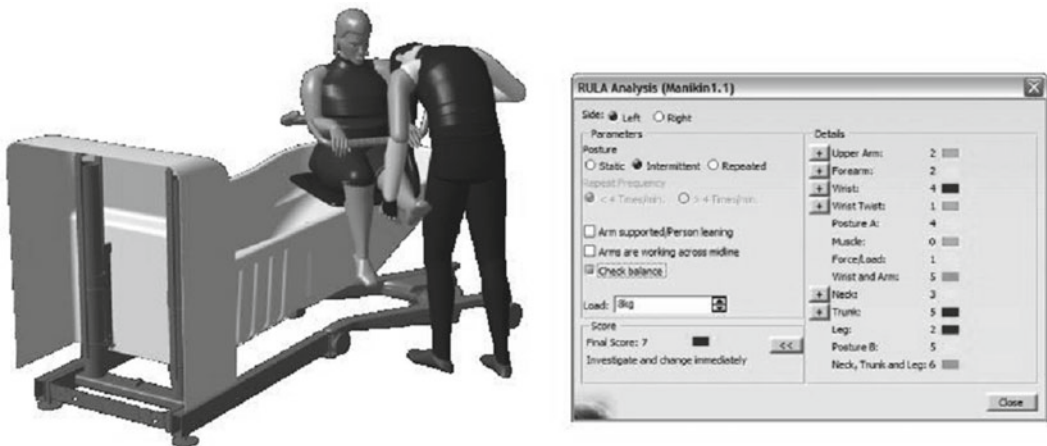 RULA Analysis (Manikin1.1)
Side: Left Right
Parameters
Posture
Static Intermittent Repeated
Repeat Frequency
< 4 Times/min. > 4 Times/min.
Arm supported/Person leaning
Arms are working across midline
Check balance
Load: 8kg
Score
Final Score: 7 <<
Investigate and change immediately
Details
+ Upper Arm: 2
+ Forearm: 2
+ Wrist: 4
+ Wrist Twist: 1
Posture A: 4
Muscle: 0
Force/Load: 1
Wrist and Arm: 5
+ Neck: 3
+ Trunk: 5
Leg: 2
Posture B: 5
Neck, Trunk and Leg: 6
Close